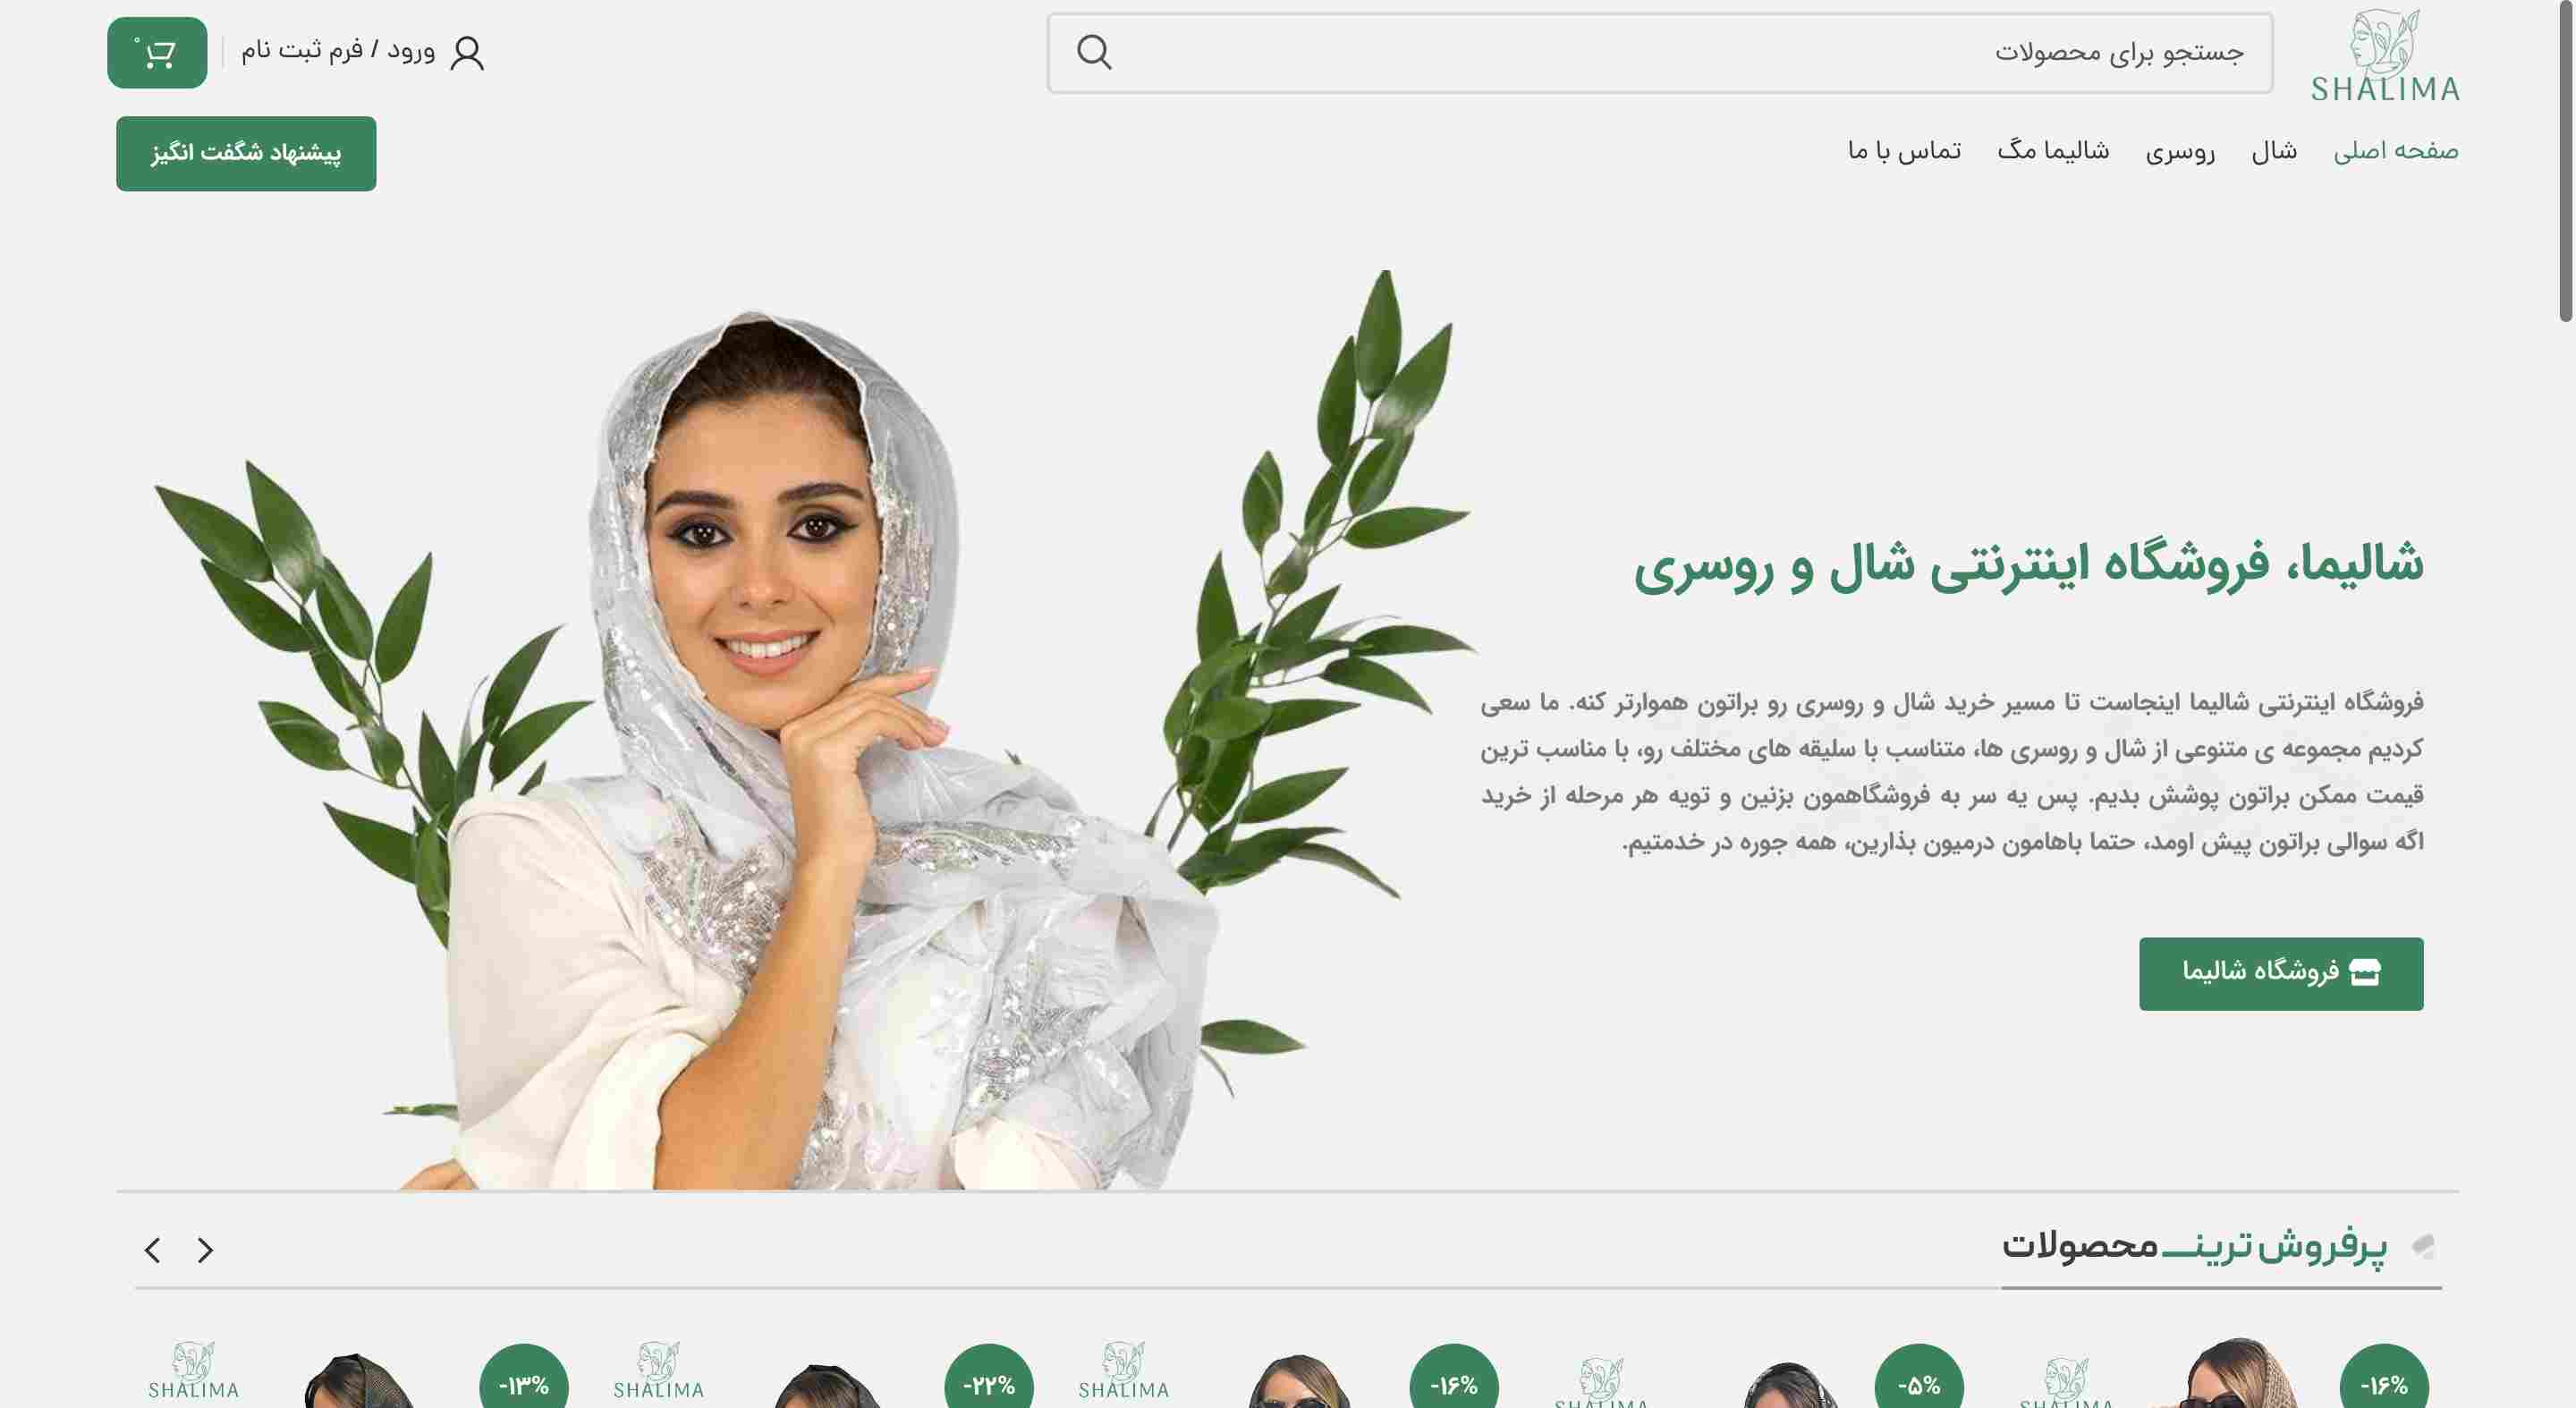 SHALIMA
جستجو برای محصولات
ورود / فرم ثبت نام
۰
صفحه اصلی
شال
روسری
شالیما مگ
تماس با ما
پیشنهاد شگفت انگیز
شالیما، فروشگاه اینترنتی شال و روسری
فروشگاه اینترنتی شالیما اینجاست تا مسیر خرید شال و روسری رو براتون هموارتر کنه. ما سعی
کردیم مجموعه ی متنوعی از شال و روسری ها، متناسب با سلیقه های مختلف رو، با مناسب ترین
قیمت ممکن براتون پوشش بدیم. پس یه سر به فروشگاهمون بزنین و تویه هر مرحله از خرید
اگه سوالی براتون پیش اومد، حتما باهامون درمیون بذارین، همه جوره در خدمتیم.
فروشگاه شالیما
پرفروش ترینــ محصولات
-۱۶%
SHALIMA
-۵%
SHALIMA
-۱۶%
SHALIMA
-۲۲%
SHALIMA
-۱۳%
SHALIMA